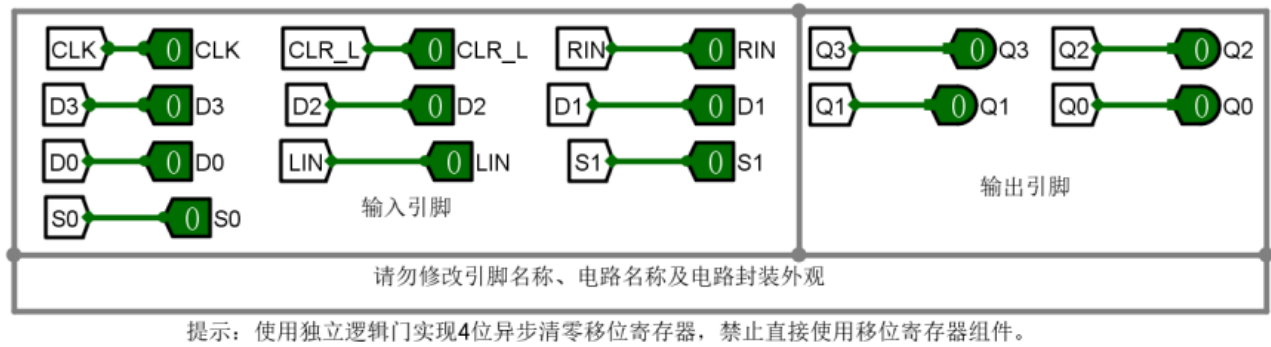 CLK 0 CLK CLR_L 0 CLR_L RIN 0 RIN Q3 0 Q3 Q2 0 Q2
D3 0 D3 D2 0 D2 D1 0 D1 Q1 0 Q1 Q0 0 Q0
D0 0 D0 LIN 0 LIN S1 0 S1
输出引脚
S0 0 S0 输入引脚
请勿修改引脚名称、电路名称及电路封装外观
提示：使用独立逻辑门实现4位异步清零移位寄存器，禁止直接使用移位寄存器组件。